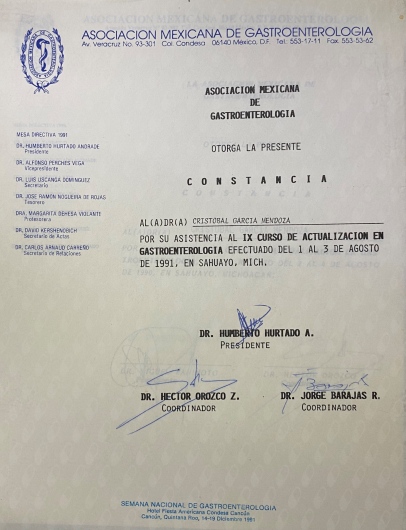 ASOCIACION MEXICANA DE GASTROENTEROLOGIA
Av. Veracruz No. 93-301 Col. Condesa 06140 México, D.F. Tel. 553-17-11 Fax 553-53-62
ASOCIACION MEXICANA
DE
GASTROENTEROLOGIA
OTORGA LA PRESENTE
CONSTANCIA
MESA DIRECTIVA 1991
DR. HUMBERTO HURTADO ANDRADE
Presidente
DR. ALFONSO PERCHES VEGA
Vicepresidente
DR. LUIS USCANGA DOMINGUEZ
Secretario
DR. JOSE RAMON NOGUEIRA DE ROJAS
Tesorero
DRA. MARGARITA DEHESA VIOLANTE
Protesorera
DR. DAVID KERSHENOBICH
Secretario de Actas
DR. CARLOS ARNAUD CARREÑO
Secretario de Relaciones
AL(A)DR(A) CRISTOBAL GARCIA MENDOZA
POR SU ASISTENCIA AL IX CURSO DE ACTUALIZACION EN
GASTROENTEROLOGIA EFECTUADO DEL 1 AL 3 DE AGOSTO
DE 1991, EN SAHUAYO, MICH.
DR. HUMBERTO HURTADO A.
PRESIDENTE
DR. HECTOR OROZCO Z.
COORDINADOR
DR. JORGE BARAJAS R.
COORDINADOR
SEMANA NACIONAL DE GASTROENTEROLOGIA
Hotel Fiesta Americana Condesa Cancún
Cancún, Quintana Roo, 14-19 Diciembre 1991